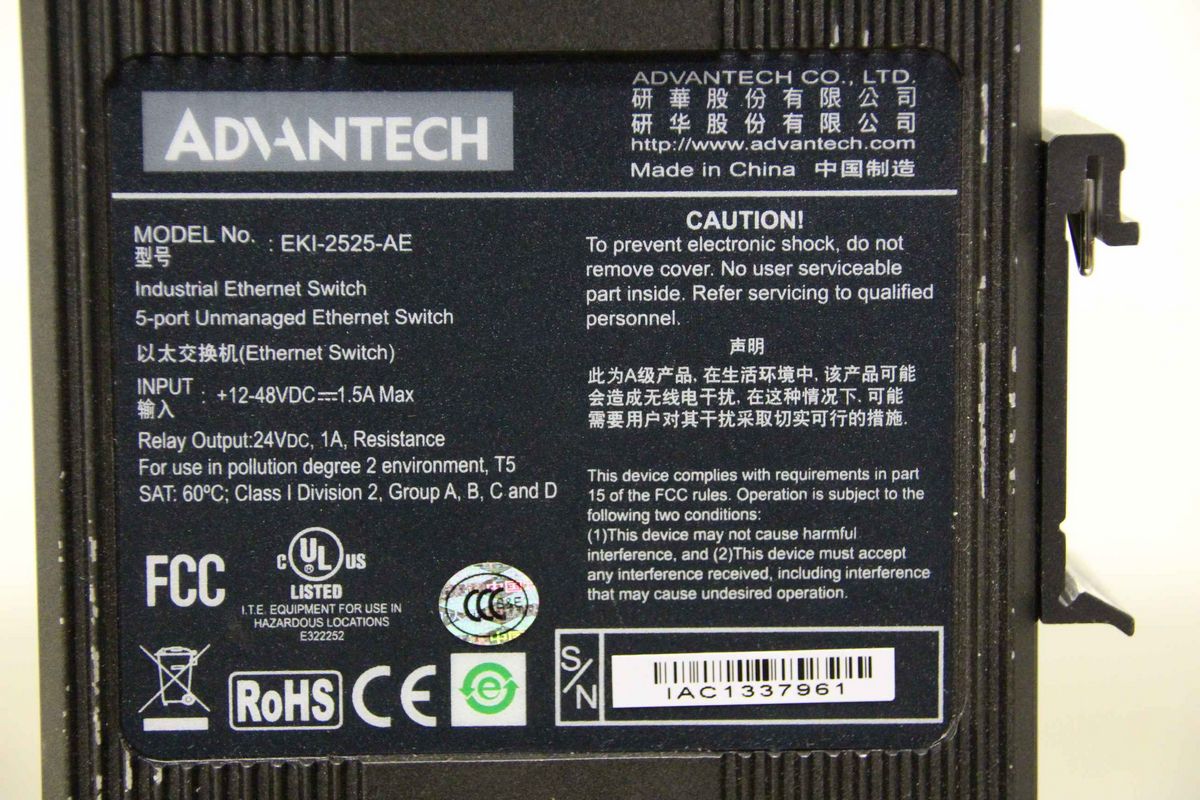 ADVANTECH
ADVANTECH CO., LTD.
研華股份有限公司
研华股份有限公司
http://www.advantech.com
Made in China 中国制造
MODEL No. : EKI-2525-AE
型号
Industrial Ethernet Switch
5-port Unmanaged Ethernet Switch
以太交换机(Ethernet Switch)
INPUT : +12-48VDC⎓1.5A Max
输入
Relay Output:24VDC, 1A, Resistance
For use in pollution degree 2 environment, T5
SAT: 60ºC; Class I Division 2, Group A, B, C and D
CAUTION!
To prevent electronic shock, do not
remove cover. No user serviceable
part inside. Refer servicing to qualified
personnel.
声明
此为A级产品, 在生活环境中, 该产品可能
会造成无线电干扰, 在这种情况下, 可能
需要用户对其干扰采取切实可行的措施.
This device complies with requirements in part
15 of the FCC rules. Operation is subject to the
following two conditions:
(1)This device may not cause harmful
interference, and (2)This device must accept
any interference received, including interference
that may cause undesired operation.
FCC
C UL ® US
LISTED
I.T.E. EQUIPMENT FOR USE IN
HAZARDOUS LOCATIONS
E322252
CCC S&E
RoHS CE e
S/N
IAC1337961